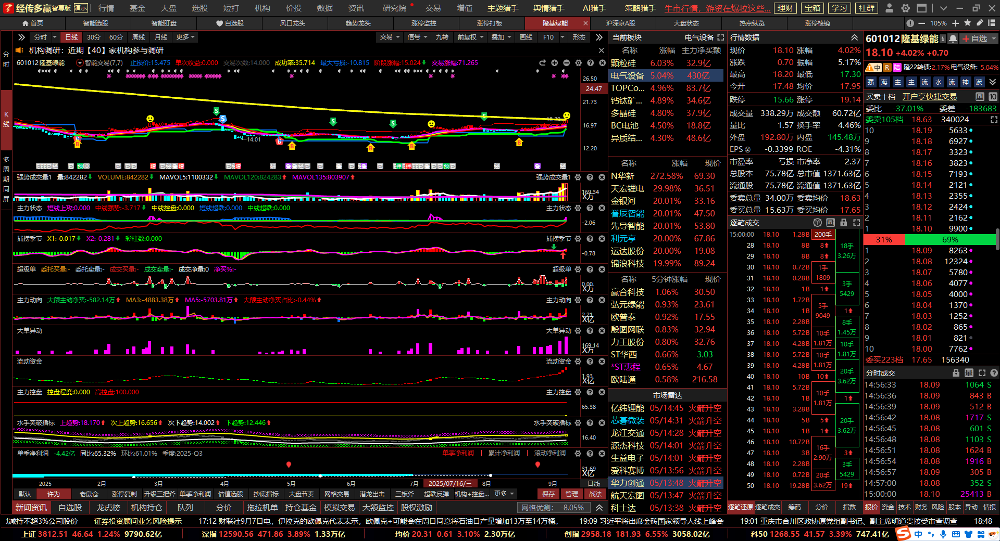 经传多赢 智尊版 演示 行情 基金 大盘 选股 短打 机构 价投 数据 资讯 研究院 交易 增值 主题猎手 舆情猎手 AI猎手 策略猎手 牛市行情，游资在爆拉这些... 理财 宝箱 学习 社群
首页 智能选股 智能盯盘 自选股 风口龙头 趋势龙头 涨停监控 涨停打板 隆基绿能 沪深京A股 大盘状态 热点纵览 涨停棱镜 105%
分时 日线 30分 60分 周线 月线 更多 交易 信号 九转 前复权 叠加 画线 F10 形态
机构调研：近期【40】家机构参与调研
601012 隆基绿能 智能交易(7,7) 止损价:15.475 单次收益:0.000 交易次数:14.000 成功率:35.714 最大亏损:-10.815 阶段涨幅:15.024 交易涨幅:71.265
分时
K线
多周期同屏
26.50
24.47
21.73
16.97
12.20
18.20
14.01
强势成交量1 量:842282 VOLUME:842282 MAVOL5:1100332 MAVOL120:824283 MAVOL135:803907 强势成交量1
169.34
X万
主力状态 短线上攻:0.000 中线强势:-3.717 中线控盘:0.000 短线超跌:0.000 中线超跌:0.000 主力状态
-2.06
捕捞季节 X1:-0.017 X2:-0.281 彩柱数:0.000 捕捞季节
-0.78
超级单 委托买量:- 委托卖量:- 成交买量:- 成交卖量:- 成交净量:0 净买%:- 超级单
0.00
X万
主力动向 大额主动净买:-582.14万 MA3:-4883.38万 MA5:-5703.81万 大额主动净买占比:-0.44% 主力动向
2.21
X亿
大单异动 大单异动
169.14
X万
流动资金 流动资金
1.93
X亿
主力控盘 控盘程度:0.000 高控盘:100.000 主力控盘
65.38
水手突破指标 上趋势:18.170 次上趋势:16.656 次下趋势:14.002 下趋势:12.446 水手突破指标
16.40
单季净利润 -4.42亿 同比:65.32% 环比:61.01% 季度:2025-Q3 单季净利润 累计净利润 滚动净利润
31.69
X亿
2025 2月 3月 4月 5月 6月 7月 2025/07/16/三 8月 9月 日线
默认 许为 老鼠仓 涨停复制 升级三把斧 单季净利润 估值选股 抄底指标 大盘节奏 网格交易 潜龙出击 三板斧 超跌反弹 机构+控盘... 更多 保存 管理 战法
新闻资讯 自选股 龙虎榜 机构持仓 队列 分价 拖拉机单 持仓基金 模拟交易 大额监控 股权激励 网格优测: -8.05%
当前板块 电气设备
名称 涨幅 主力净买额
颗粒硅 6.03% 32.9亿
电气设备 5.04% 430亿
TOPCo... 4.96% 83.7亿
钙钛矿... 4.89% 34.6亿
多晶硅 4.80% 37.9亿
BC电池 4.50% 18.8亿
异质结... 4.30% 48.6亿
名称 涨幅 现价
N华新 272.58% 69.30
天宏锂电 29.98% 36.51
金银河 20.01% 33.16
誉辰智能 20.01% 47.50
先导智能 20.01% 53.80
利元亨 20.00% 67.86
运达股份 20.00% 19.08
锦浪科技 19.99% 89.24
名称 5分钟涨幅 现价
赢合科技 1.06% 30.50
弘元绿能 0.93% 23.61
欧普泰 0.92% 17.55
殷图网联 0.83% 32.94
力王股份 0.80% 32.76
ST华西 0.66% 3.03
*ST惠程 0.65% 4.67
欧陆通 0.58% 216.58
市场雷达
亿纬锂能 05/14:45 火箭升空
芯碁微装 05/14:31 火箭升空
龙江交通 05/14:28 火箭升空
源杰科技 05/14:01 火箭升空
生益电子 05/14:01 火箭升空
爱科赛博 05/13:56 火箭升空
华力创通 05/13:48 火箭升空
航天宏图 05/13:47 火箭升空
科士达 05/13:38 火箭升空
行情数据
现价 18.10 涨幅 4.02%
涨跌 0.70 振幅 5.17%
最高 18.20 最低 17.30
今开 17.48 均价 17.95
跌停 15.66 涨停 19.14
成交量 338.29万 成交额 60.72亿
量比 1.57 换手率 4.46%
外盘 192.80万 内盘 145.48万
EPS② -0.3399 ROE -4.31%
市盈率 亏损 市净率 2.37
总股本 75.78亿 总市值 1371.63亿
流通股 75.78亿 流通值 1371.63亿
委卖总量 34.00万 委卖均价 18.63
委买总量 15.63万 委买均价 17.65
逐笔成交
15:00:00 18.10 1.28B
28 18.10 8B
29 18.10 8B
30 18.10 0.72B
31 18.10 0.28B
32 18.10 1B
33 18.10 1.72B
34 18.10 1B
35 18.10 2.28B
36 18.10 5.72B
37 18.10 4.28B
38 18.10 5.72B
39 18.10 4.28B
40 18.10 10B
41 18.10 5.72B
42 18.10 1B
43 18.10 3.28B
44 18.10 5B
45 18.10 1B
46 18.10 10.72B
47 18.10 3B
48 18.10 2.28B
49 18.10 0.72B
50 18.10 19.28B
200手
8
8
1手
1809
1
5手
9049
10手
1.81万
10手
1.81万
10
10手
1.81万
5
1
16手
2.90万
20手
3.62万
18手
3.26万
3手
5429
1
8手
1.45万
10手
1.81万
20手
3.62万
1
20手
3.62万
3
3手
5429
19
逐笔还原 逐笔成交 筹码 分价 指数
601012 隆基绿能 自选
18.10 +4.02% +0.70
中 R 陆 隆22转债:2.17% 电气设备: 5.04%
强 海 主 主 流 水 流 神 波
买卖十档 开户享快捷交易 10
委比 -37.01% 委差 -183683
委卖105档 18.63 340024
10 18.19 5633
9 18.18 6927
8 18.17 3323
7 18.16 3823
6 18.15 7193
5 18.14 2121
4 18.13 2355
3 18.12 2424
2 18.11 2162
1 18.10 9900
31% 69%
1 18.09 8263
2 18.08 12324
3 18.07 5780
4 18.06 4077
5 18.05 4000
6 18.04 1370
7 18.03 1252
8 18.02 865
9 18.01 821
10 18.00 7762
委买223档 17.65 156340
分时成交
14:56:33 18.09 1064 S
14:56:36 18.09 843 B
14:56:39 18.09 512 B
14:56:42 18.08 1717 S
14:56:45 18.08 601 S
14:56:48 18.08 1103 S
14:56:51 18.08 1624 B
14:56:54 18.08 1916 B
14:56:57 18.09 305 B
14:57:00 18.08 352 S
15:00:00 18.10 25413 B
报价 资金 技术 财务 风险 股本 异动 情报
减持不超3%公司股份 证券投资顾问业务风险提示 17:12 财联社9月7日电，伊拉克的欧佩克代表表示，欧佩克+可能会在周日同意将石油日产量增加13万至14万桶。 19:09 习近平将出席金砖国家领导人线上峰会 19:01 重庆市合川区政协原党组副书记、副主席明道贵接受审查调查 18:48
上证 3812.51 46.64 1.24% 9790.62亿 深指 12590.56 471.86 3.89% 1.33万亿 均价 20.31 0.61 3.10% 2.30万亿 创指 2958.18 181.93 6.55% 3058.02亿 科50 1268.55 41.57 3.39% 747.41亿 中